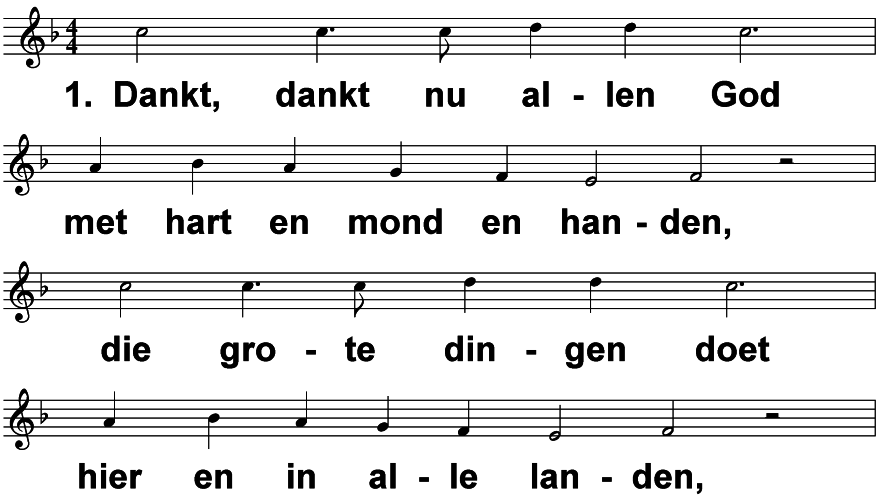 1. Dankt, dankt nu al - len God
met hart en mond en han - den,
die gro - te din - gen doet
hier en in al - le lan - den,